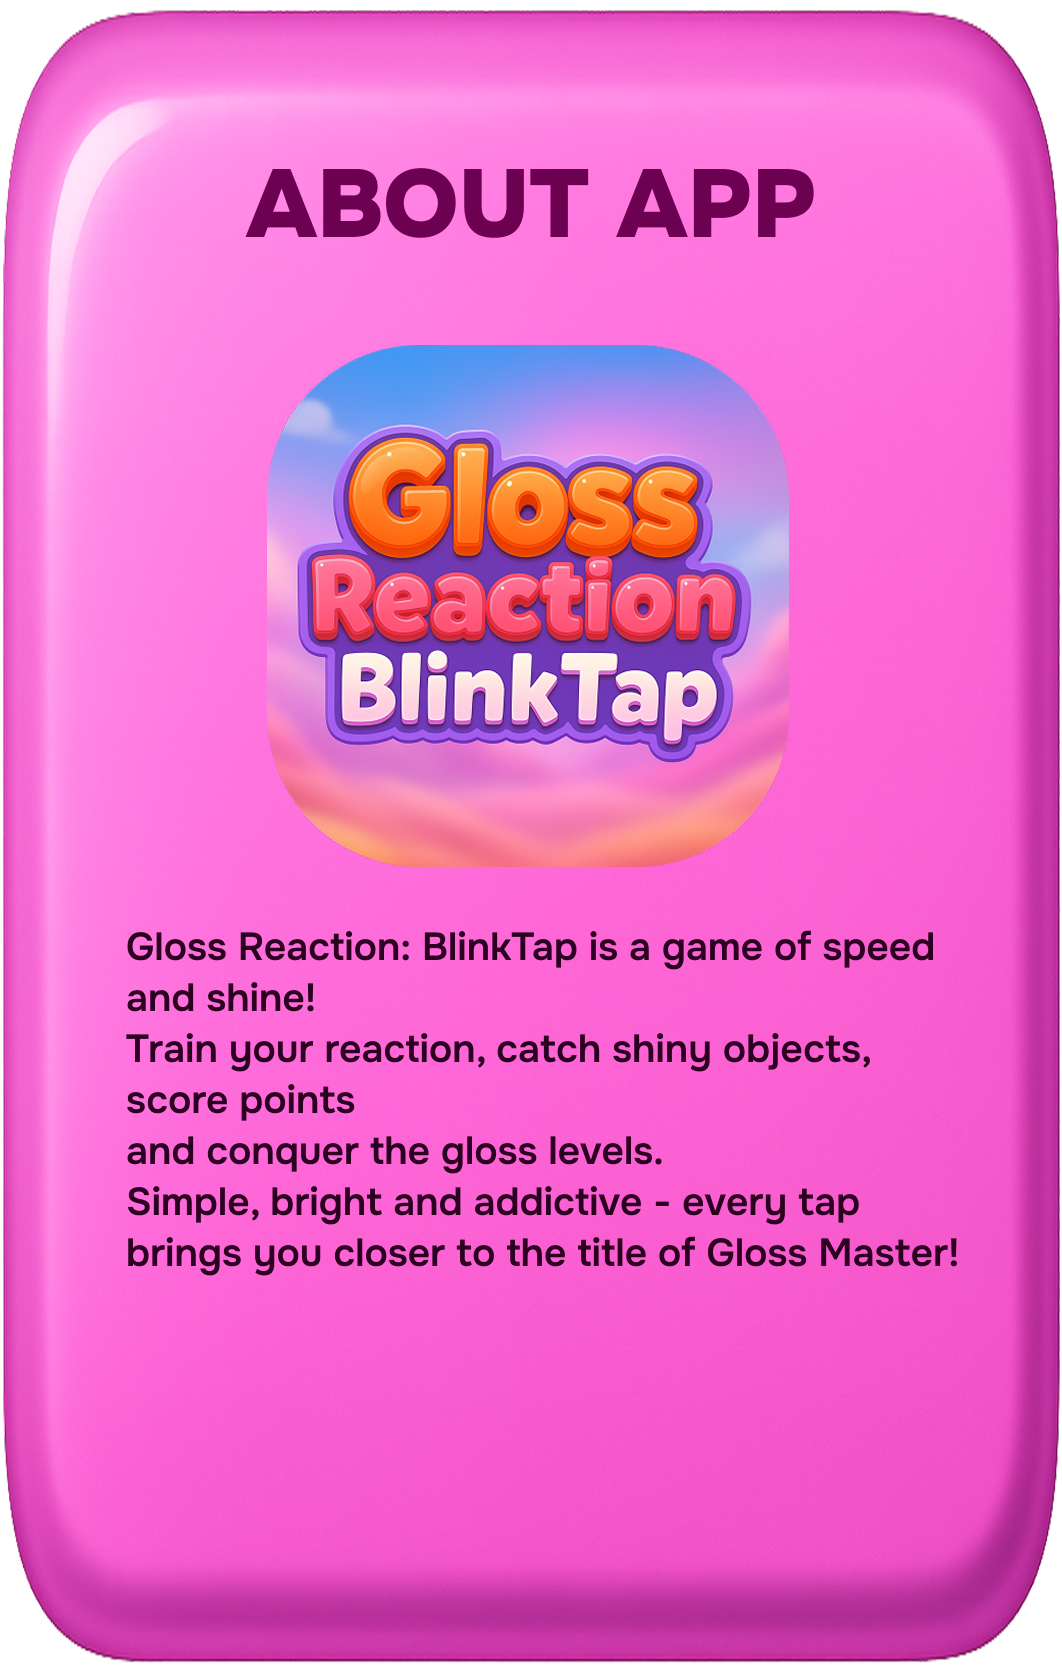 ABOUT APP
Gloss
Reaction
BlinkTap
Gloss Reaction: BlinkTap is a game of speed
and shine!
Train your reaction, catch shiny objects,
score points
and conquer the gloss levels.
Simple, bright and addictive - every tap
brings you closer to the title of Gloss Master!